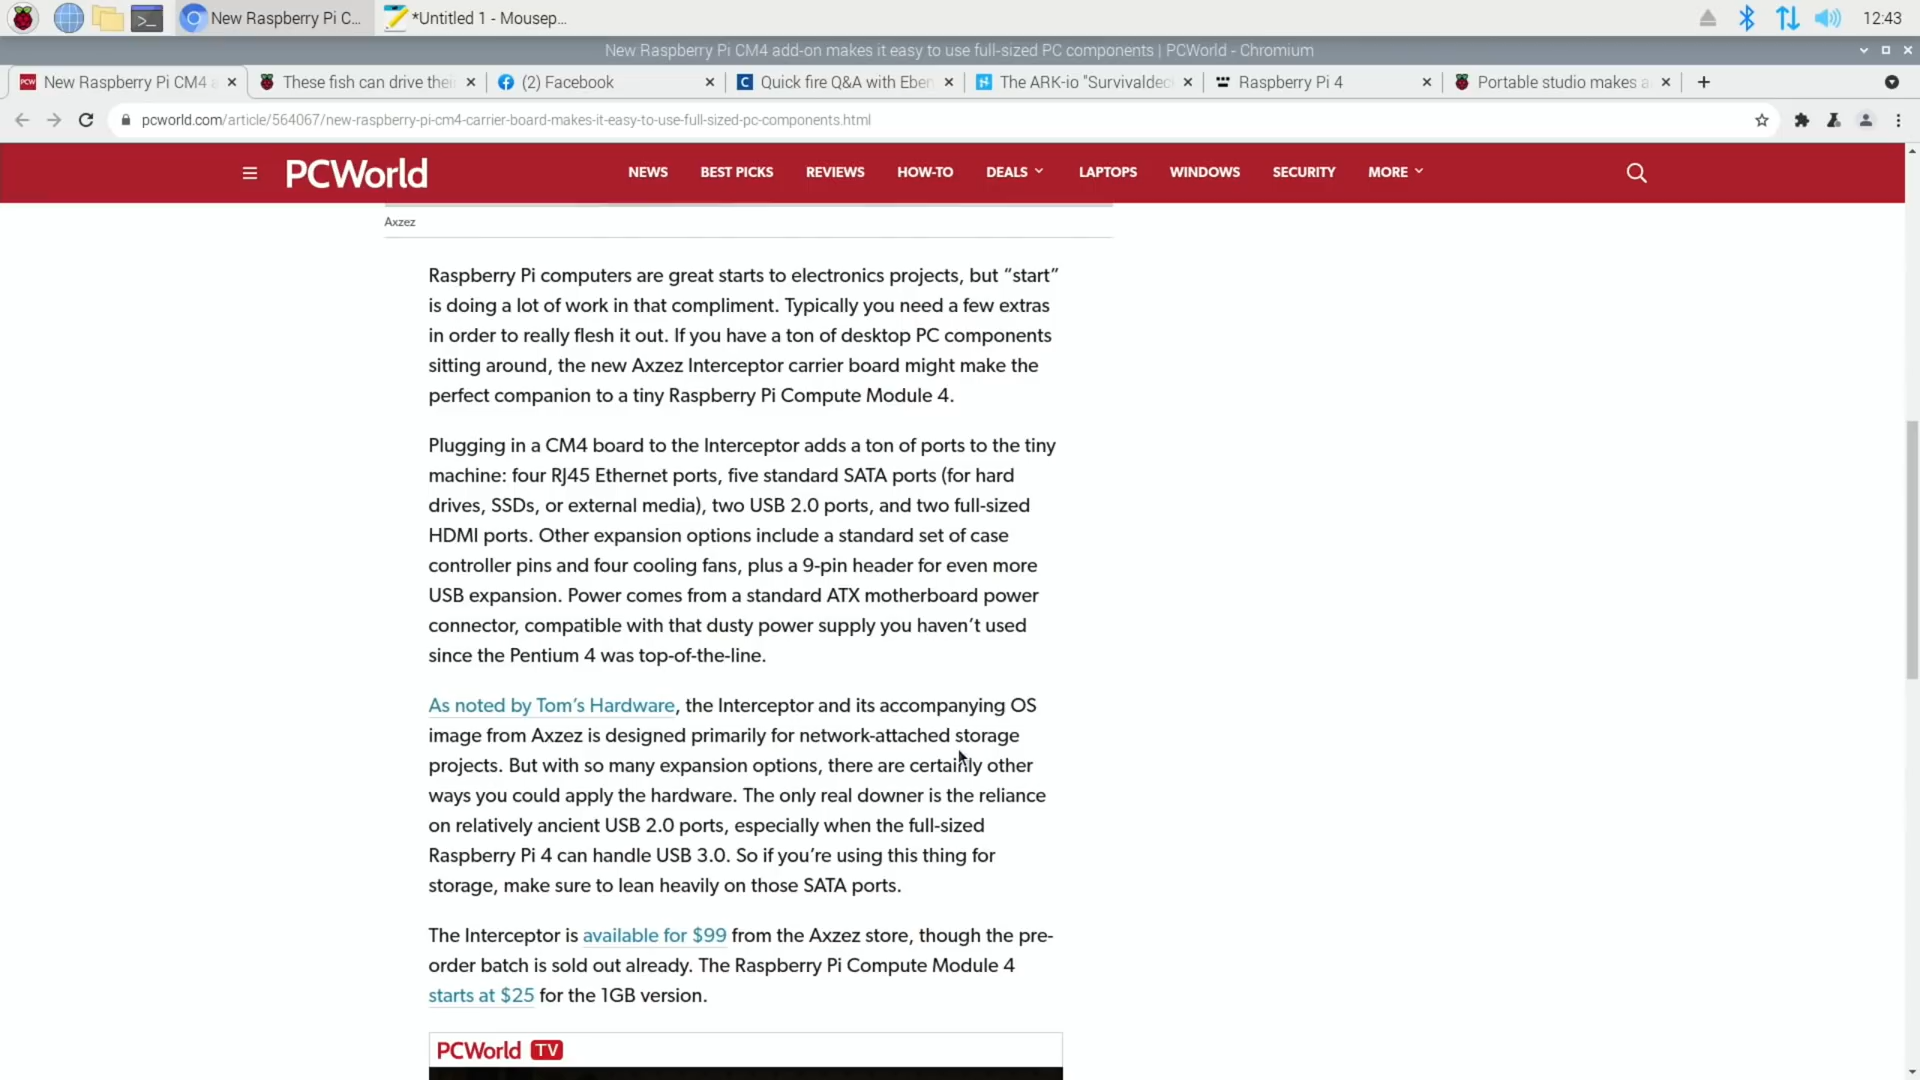 New Raspberry Pi C...
*Untitled 1 - Mousep...
12:43
New Raspberry Pi CM4 add-on makes it easy to use full-sized PC components | PCWorld - Chromium
PCW New Raspberry Pi CM4 a
These fish can drive thei
(2) Facebook
Quick fire Q&A with Eben
The ARK-io "Survivaldec
Raspberry Pi 4
Portable studio makes a
pcworld.com/article/564067/new-raspberry-pi-cm4-carrier-board-makes-it-easy-to-use-full-sized-pc-components.html
PCWorld
NEWS
BEST PICKS
REVIEWS
HOW-TO
DEALS
LAPTOPS
WINDOWS
SECURITY
MORE
Axzez
Raspberry Pi computers are great starts to electronics projects, but “start”
is doing a lot of work in that compliment. Typically you need a few extras
in order to really flesh it out. If you have a ton of desktop PC components
sitting around, the new Axzez Interceptor carrier board might make the
perfect companion to a tiny Raspberry Pi Compute Module 4.
Plugging in a CM4 board to the Interceptor adds a ton of ports to the tiny
machine: four RJ45 Ethernet ports, five standard SATA ports (for hard
drives, SSDs, or external media), two USB 2.0 ports, and two full-sized
HDMI ports. Other expansion options include a standard set of case
controller pins and four cooling fans, plus a 9-pin header for even more
USB expansion. Power comes from a standard ATX motherboard power
connector, compatible with that dusty power supply you haven’t used
since the Pentium 4 was top-of-the-line.
As noted by Tom’s Hardware, the Interceptor and its accompanying OS
image from Axzez is designed primarily for network-attached storage
projects. But with so many expansion options, there are certainly other
ways you could apply the hardware. The only real downer is the reliance
on relatively ancient USB 2.0 ports, especially when the full-sized
Raspberry Pi 4 can handle USB 3.0. So if you’re using this thing for
storage, make sure to lean heavily on those SATA ports.
The Interceptor is available for $99 from the Axzez store, though the pre-
order batch is sold out already. The Raspberry Pi Compute Module 4
starts at $25 for the 1GB version.
PCWorld TV